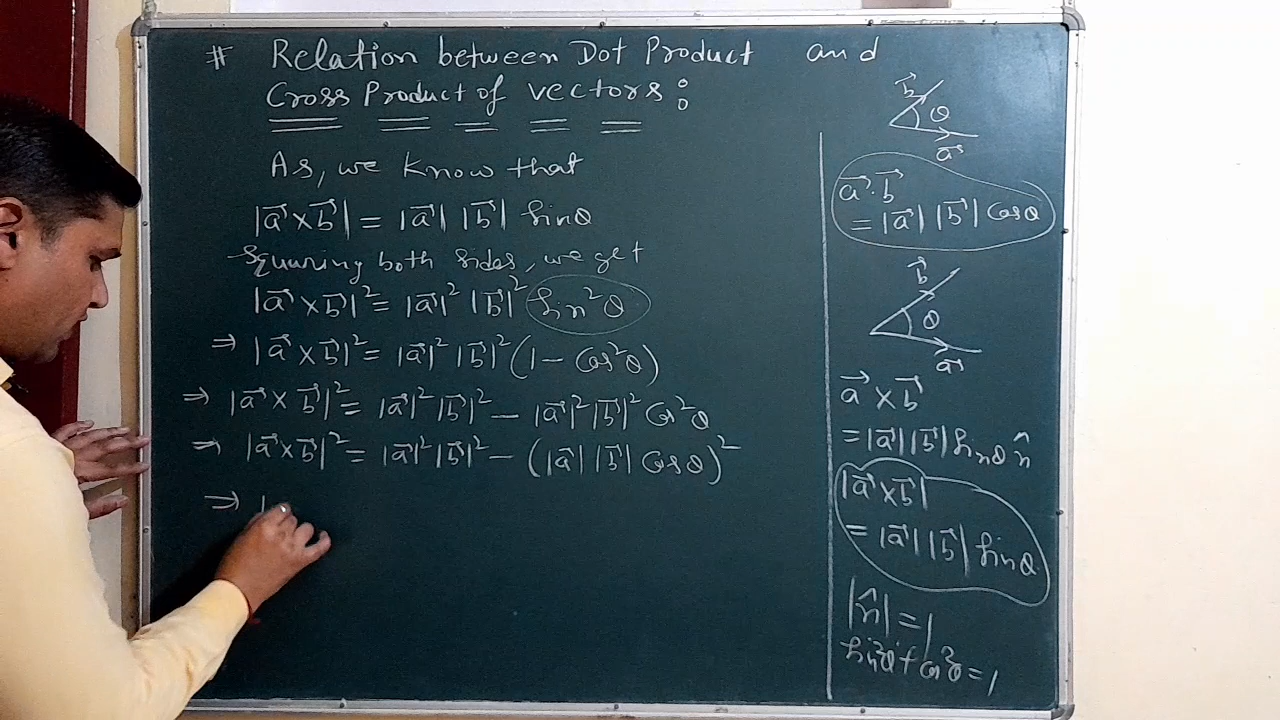 # Relation between Dot Product and
Cross Product of vectors :
As, we know that
|a⃗ × b⃗| = |a⃗| |b⃗| sinθ
Squaring both sides, we get
|a⃗ × b⃗|² = |a⃗|² |b⃗|² sin²θ
⇒ |a⃗ × b⃗|² = |a⃗|² |b⃗|² (1 – cos²θ)
⇒ |a⃗ × b⃗|² = |a⃗|² |b⃗|² – |a⃗|² |b⃗|² cos²θ
⇒ |a⃗ × b⃗|² = |a⃗|² |b⃗|² – (|a⃗| |b⃗| cosθ)²
⇒ |
b⃗
θ
a⃗
a⃗ . b⃗
= |a⃗| |b⃗| cosθ
b⃗
θ
a⃗
a⃗ × b⃗
= |a⃗| |b⃗| sinθ n̂
|a⃗ × b⃗|
= |a⃗| |b⃗| sinθ
|n̂| = 1
sin²θ + cos²θ = 1